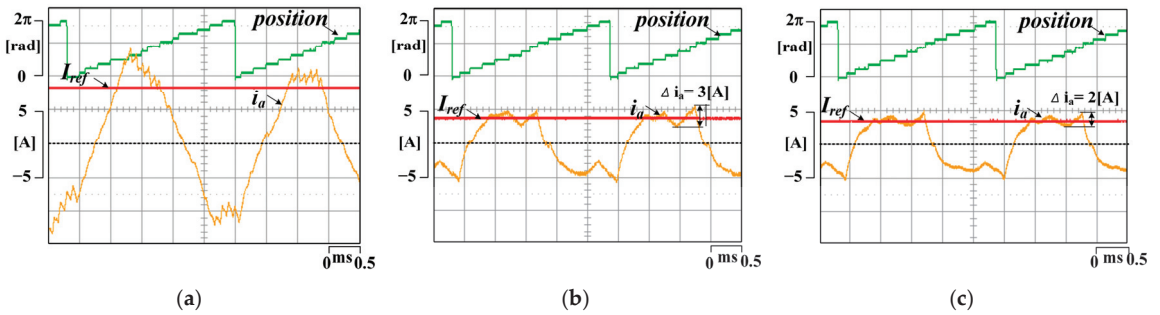 2π
position
[rad]
0
I_ref
i_a
5
[A]
−5
0 ms 0.5
(a)
2π
position
[rad]
0
Δ i_a= 3[A]
5
I_ref
i_a
[A]
−5
0 ms 0.5
(b)
2π
position
[rad]
0
Δ i_a= 2[A]
5
I_ref
i_a
[A]
−5
0 ms 0.5
(c)